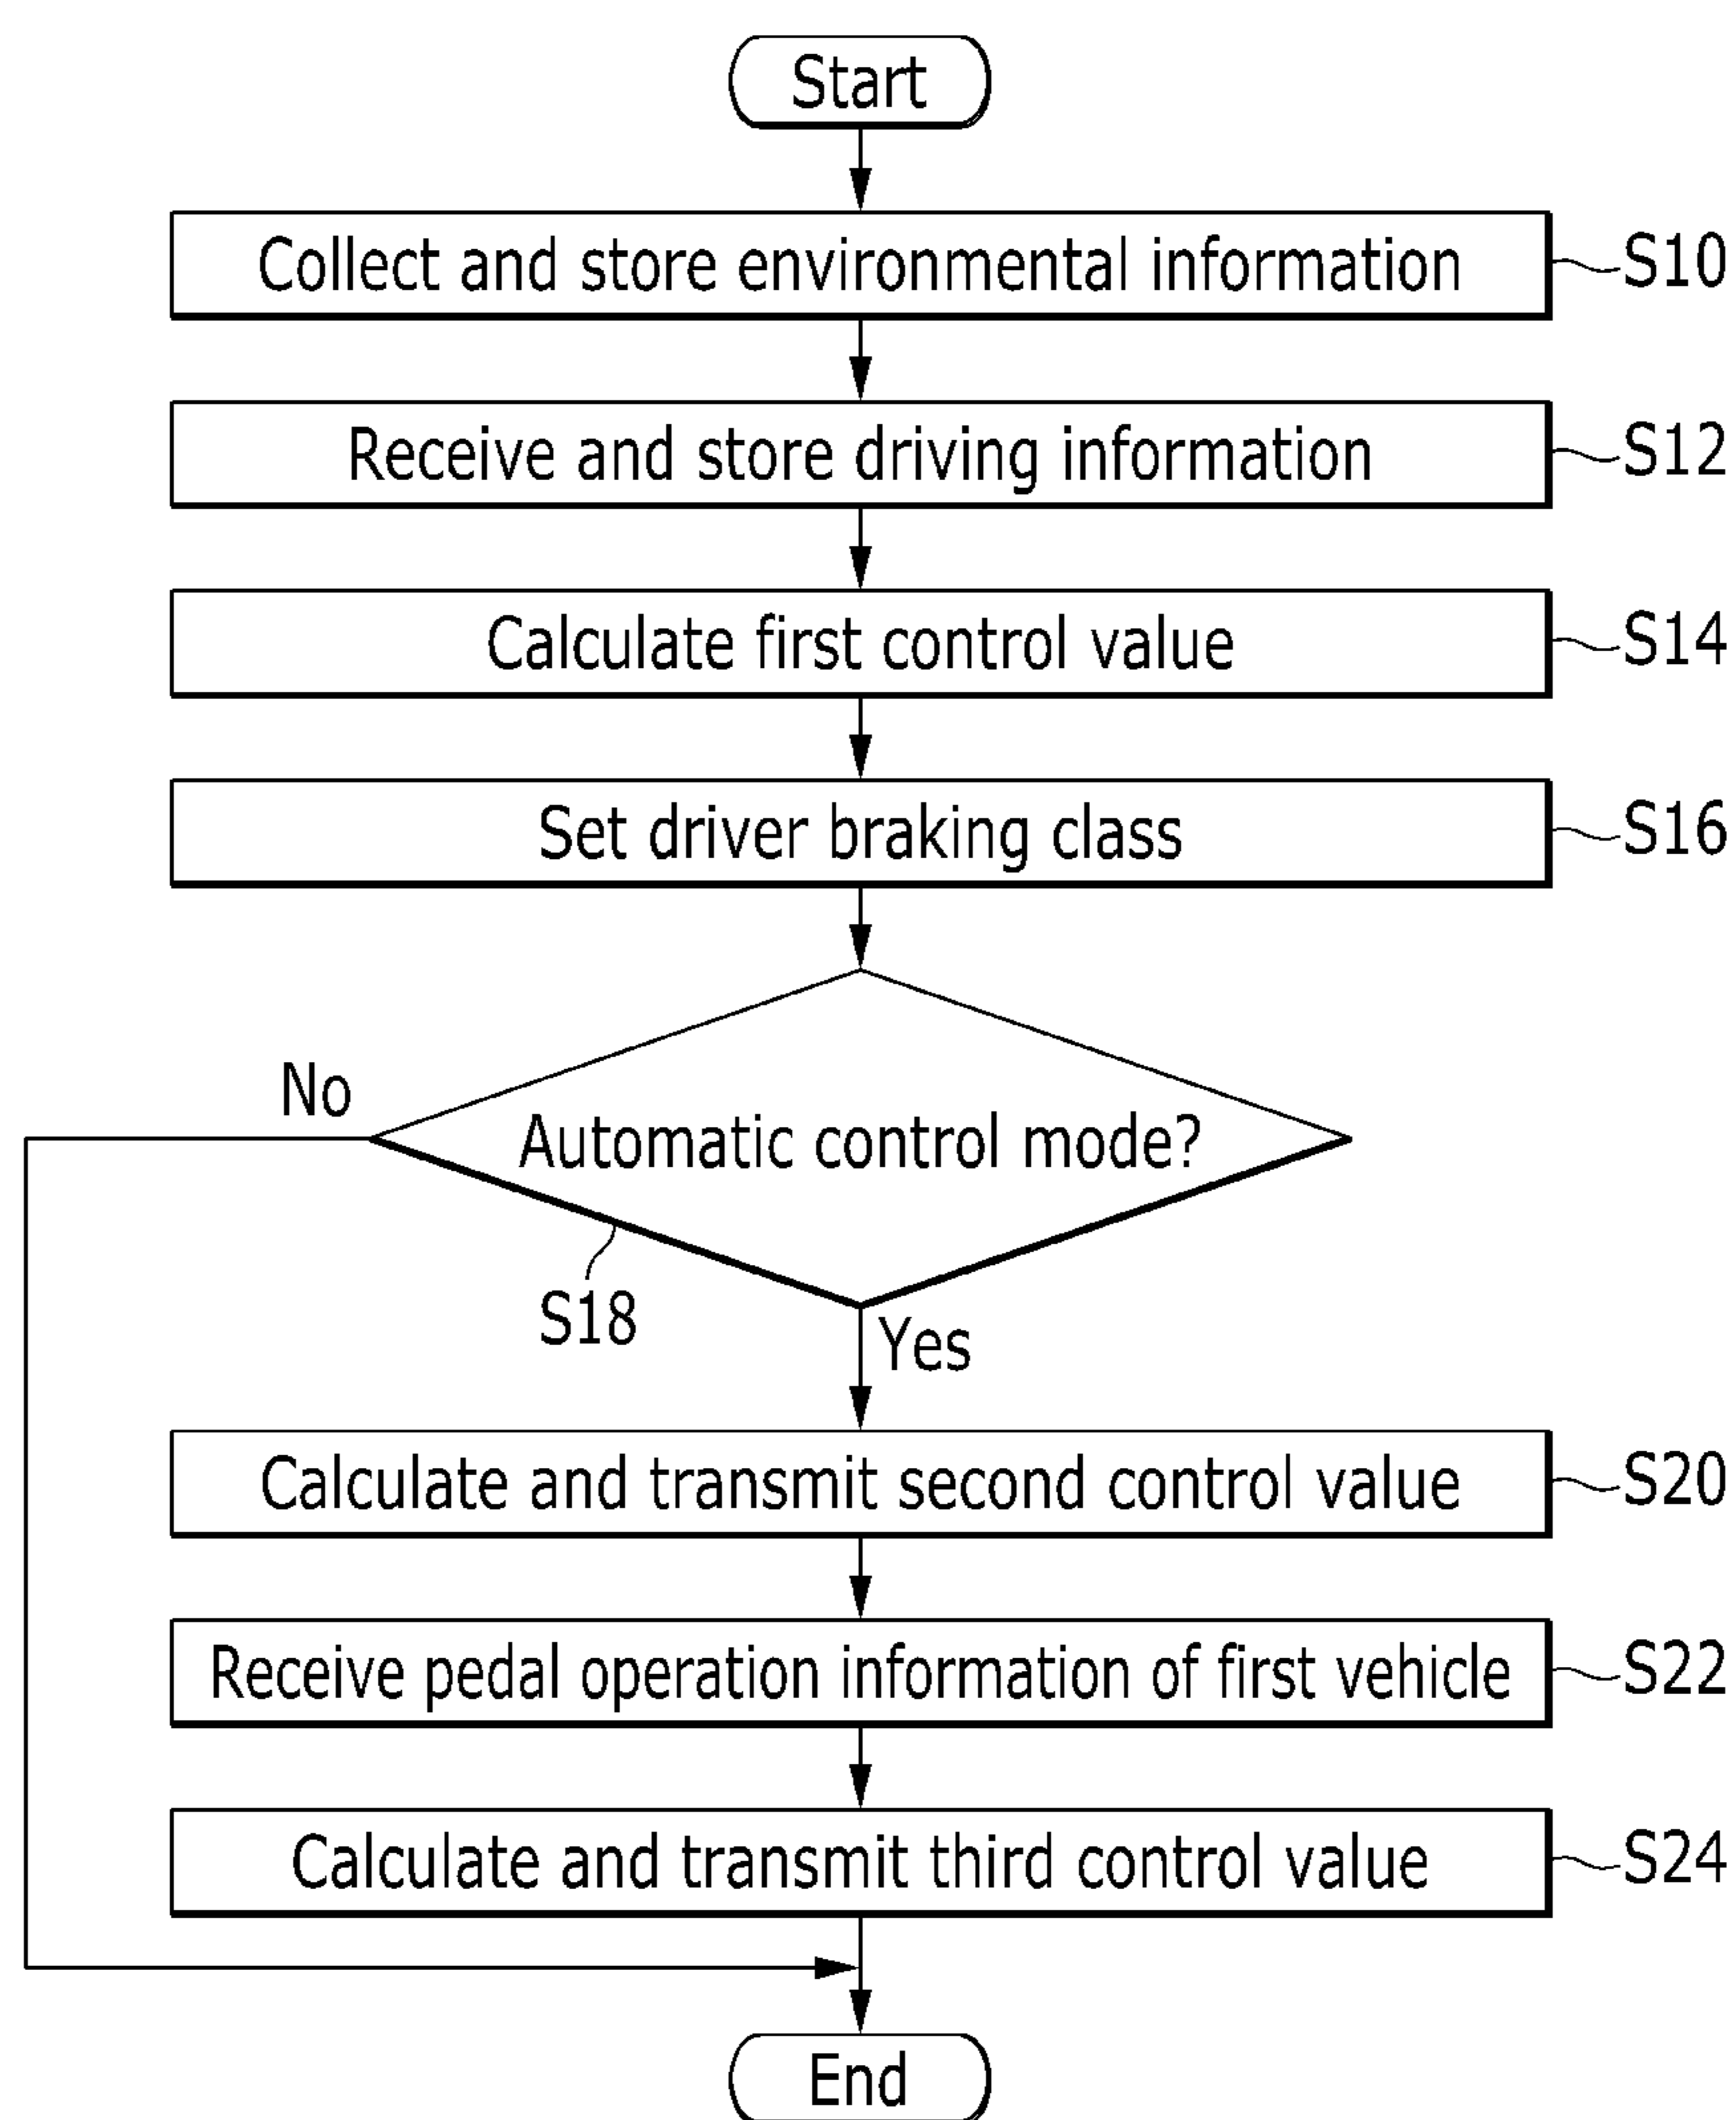 Start
Collect and store environmental information
S10
Receive and store driving information
S12
Calculate first control value
S14
Set driver braking class
S16
No
Automatic control mode?
S18
Yes
Calculate and transmit second control value
S20
Receive pedal operation information of first vehicle
S22
Calculate and transmit third control value
S24
End